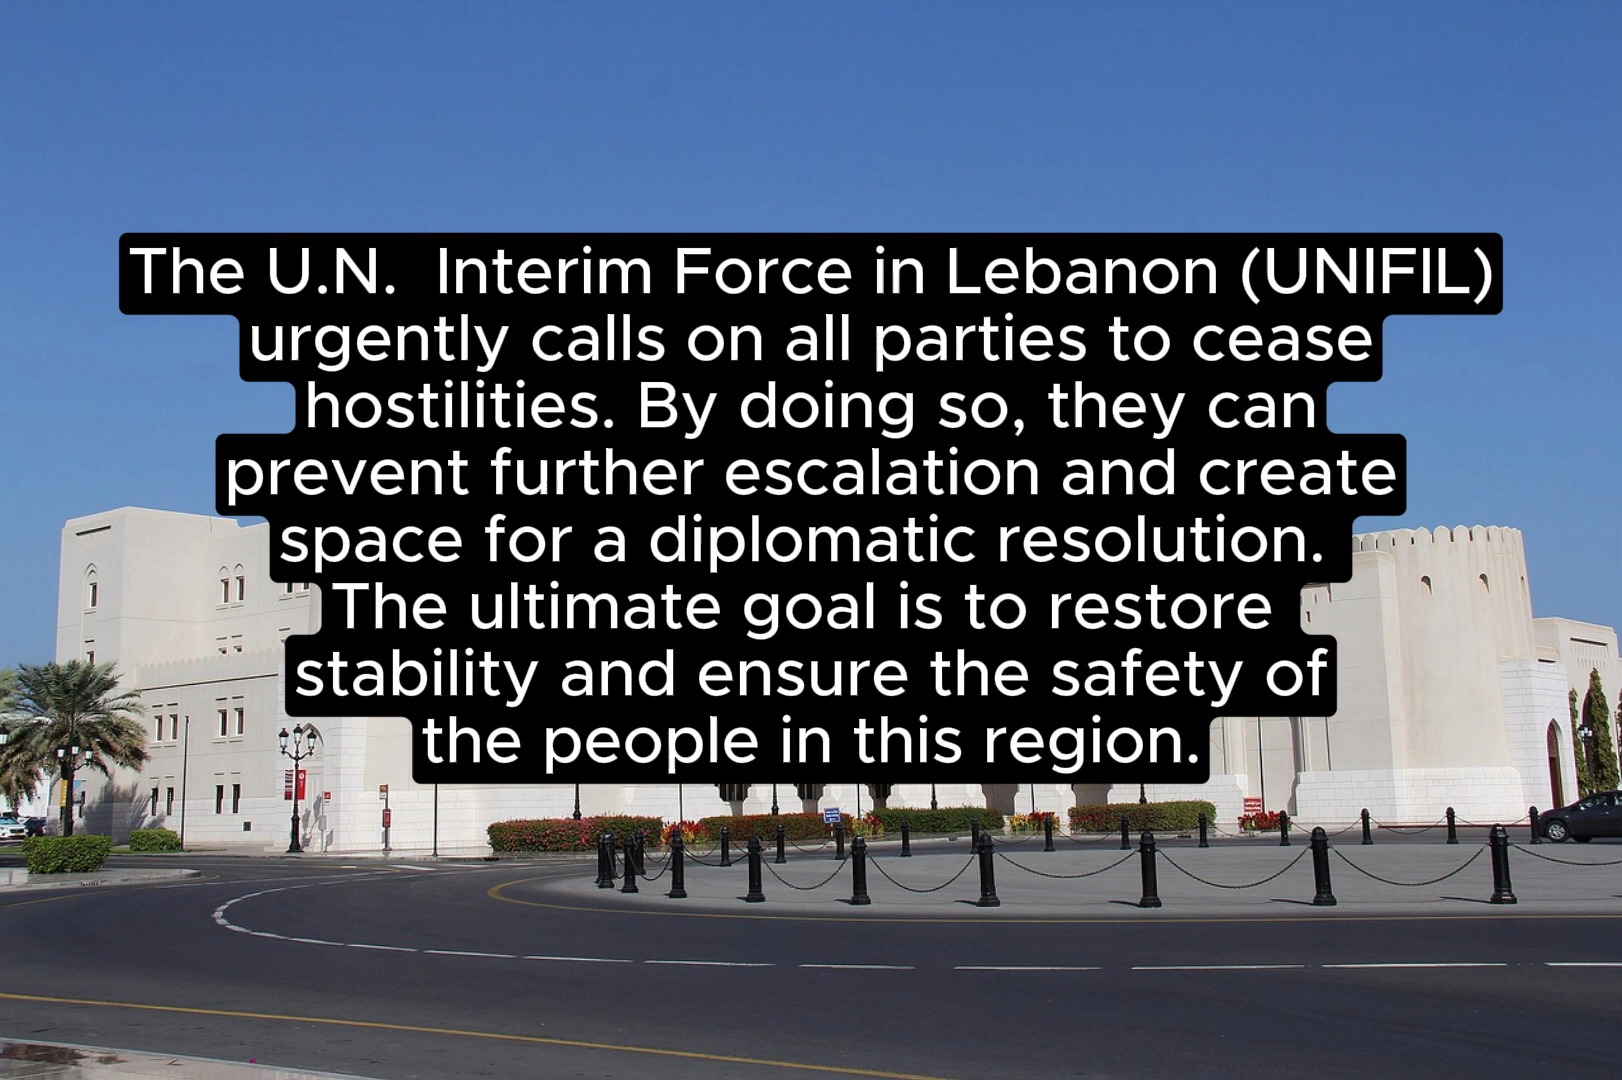 The U.N.  Interim Force in Lebanon (UNIFIL)
urgently calls on all parties to cease
hostilities. By doing so, they can
prevent further escalation and create
space for a diplomatic resolution.
The ultimate goal is to restore
stability and ensure the safety of
the people in this region.